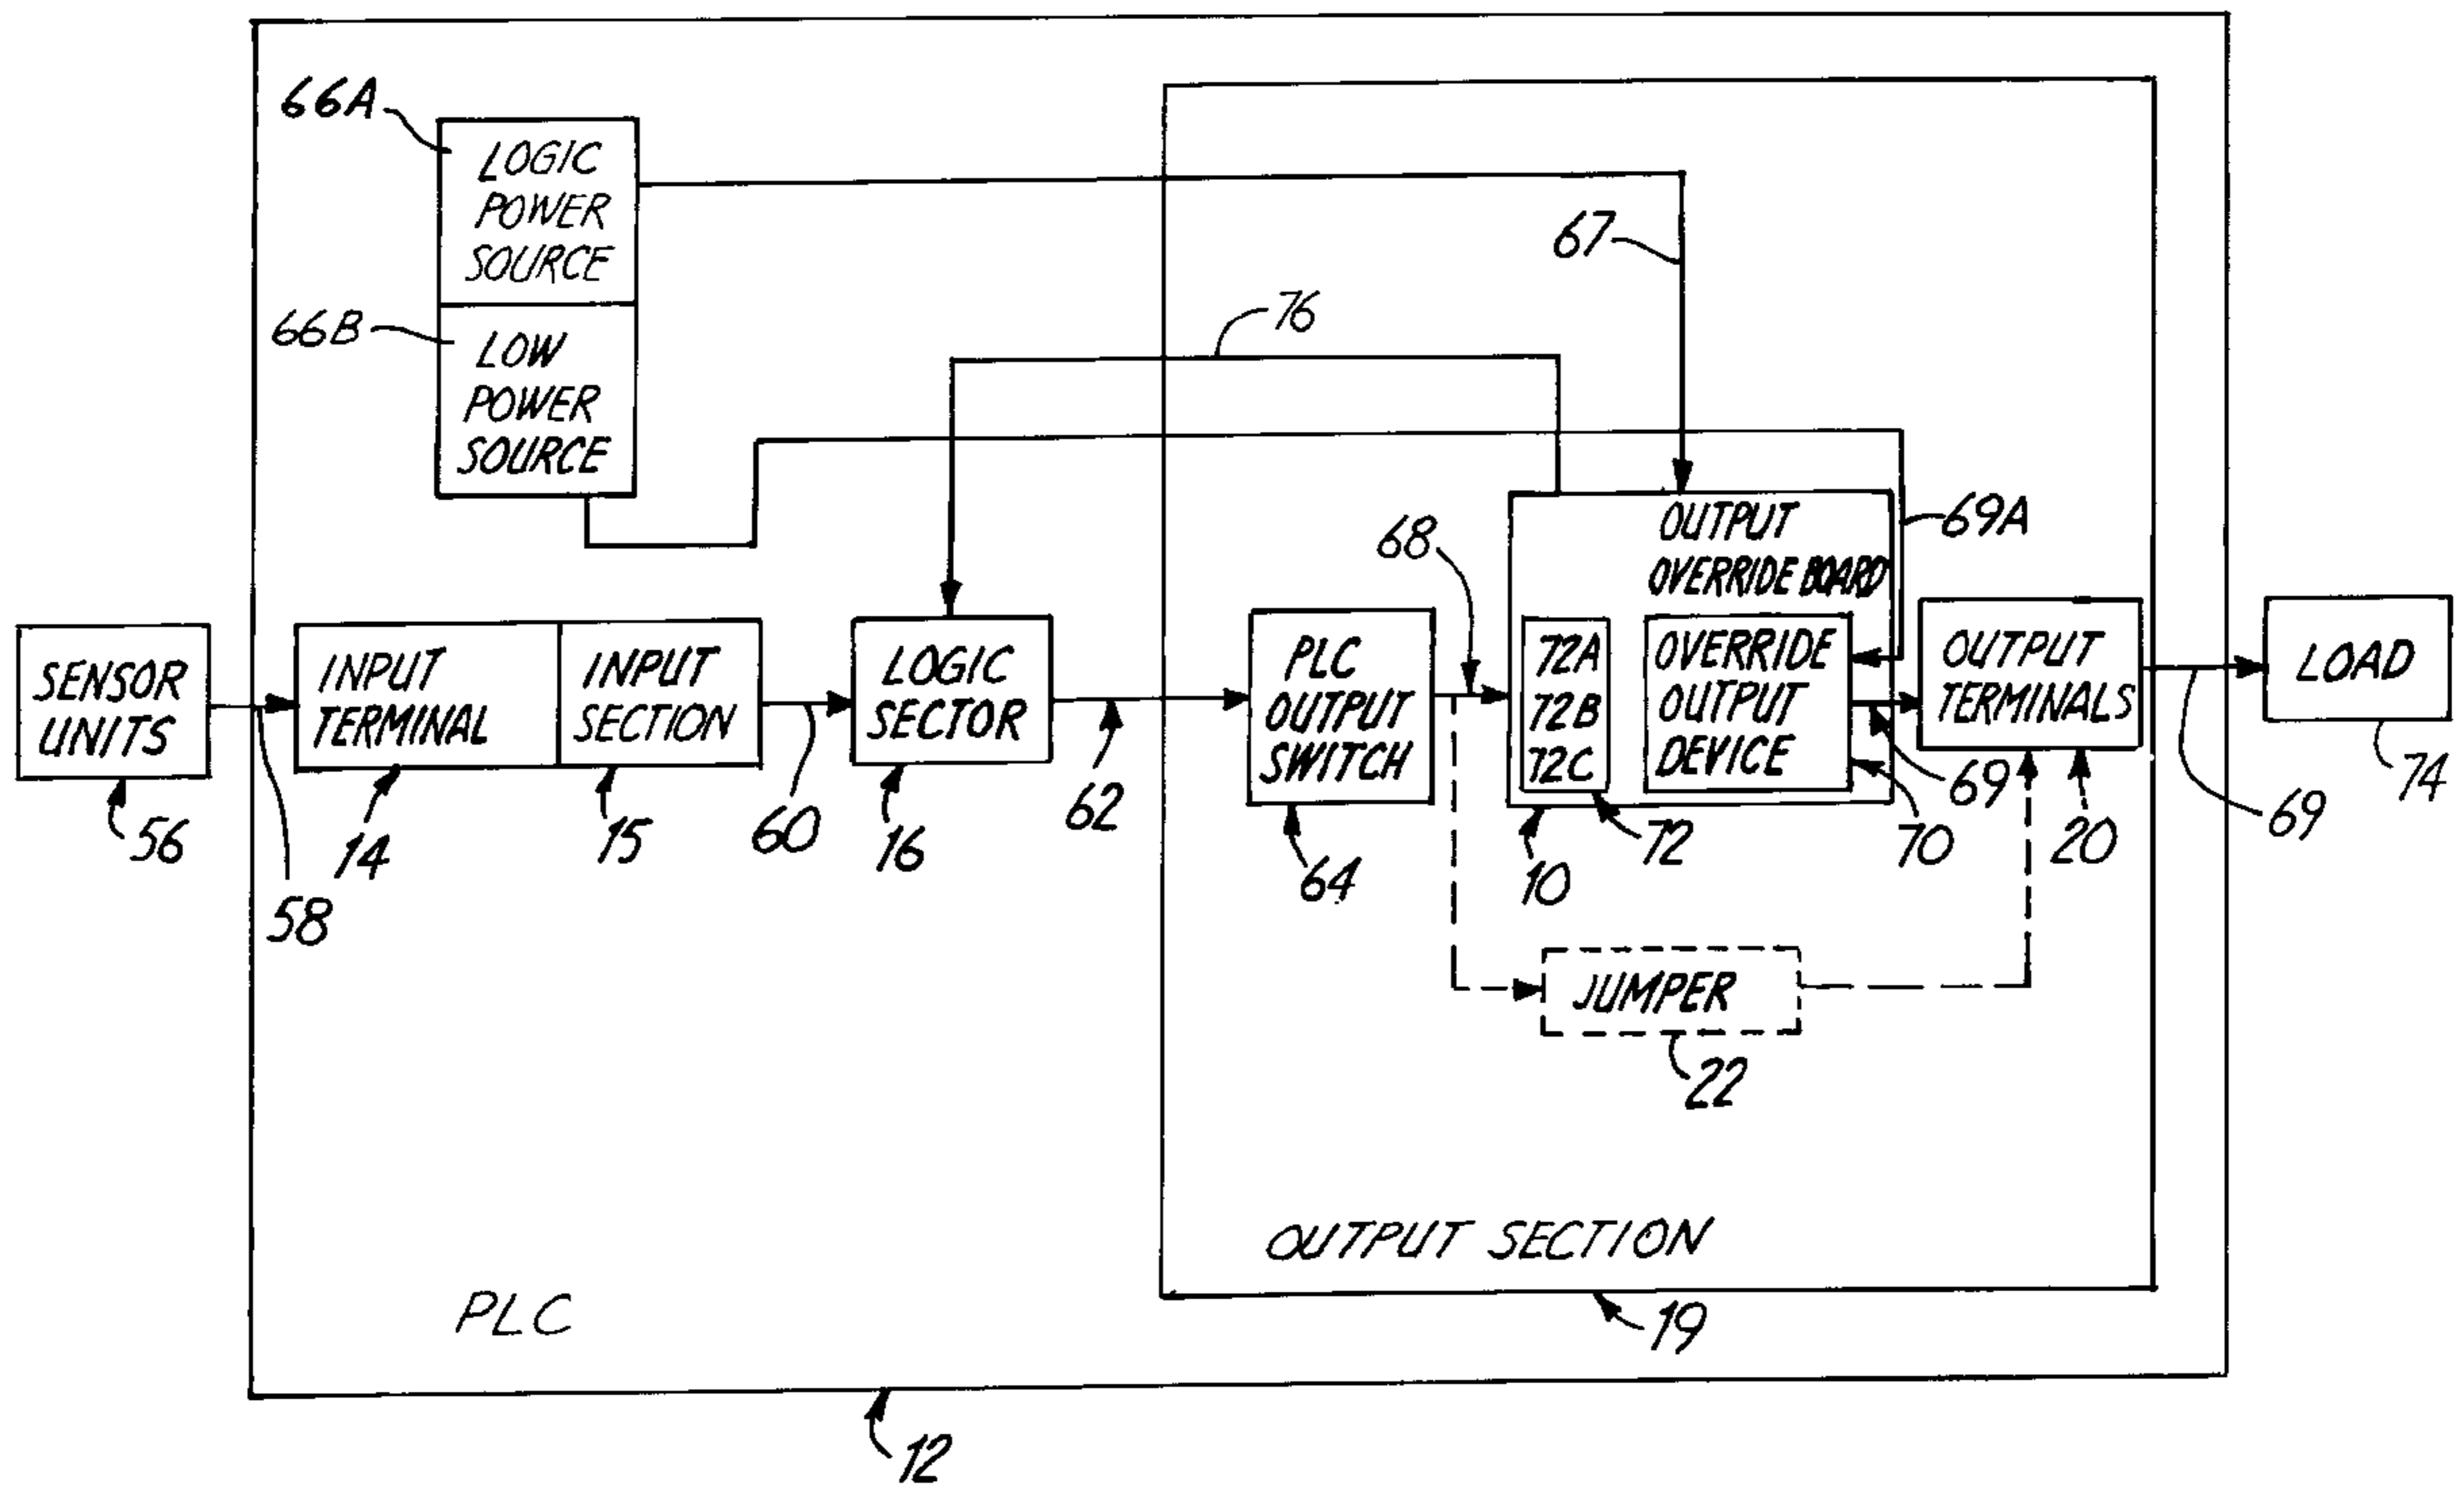 66A
LOGIC
POWER
SOURCE
67
66B
LOW
POWER
SOURCE
76
69A
68
OUTPUT
OVERRIDE BOARD
SENSOR
UNITS
INPUT
TERMINAL
INPUT
SECTION
LOGIC
SECTOR
PLC
OUTPUT
SWITCH
72A
72B
72C
OVERRIDE
OUTPUT
DEVICE
OUTPUT
TERMINALS
LOAD
56
58
14
15
60
16
62
64
10
72
69
70
20
69
74
JUMPER
22
OUTPUT SECTION
19
PLC
12